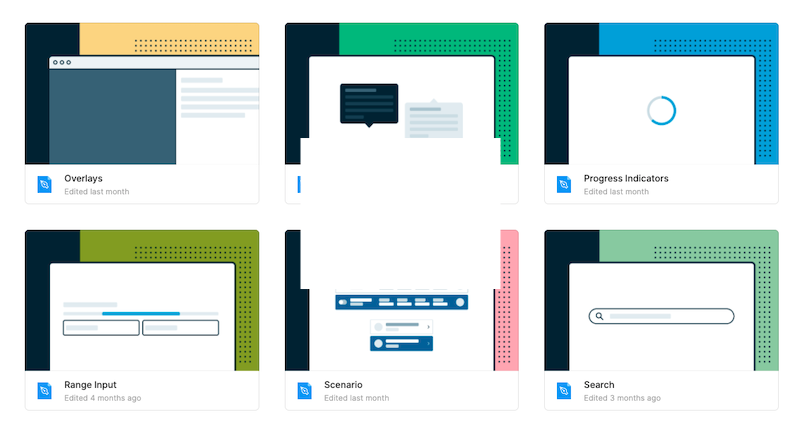 Overlays
Edited last month
Progress Indicators
Edited last month
Range Input
Edited 4 months ago
Scenario
Edited last month
Search
Edited 3 months ago